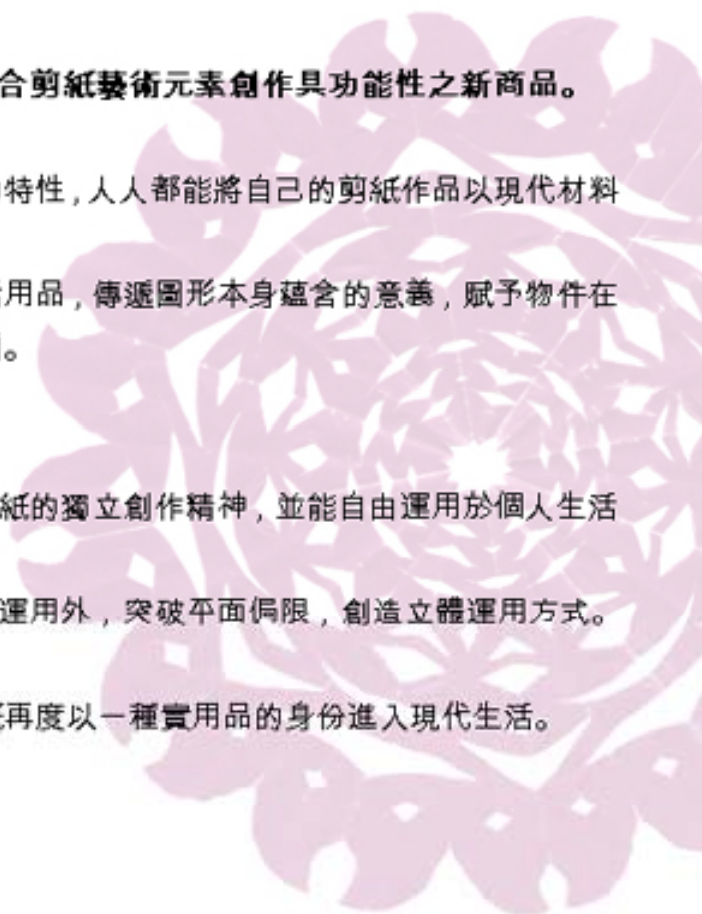 合剪紙藝術元素創作具功能性之新商品。
特性,人人都能將自己的剪紙作品以現代材料
用品,傳遞圖形本身蘊含的意義,賦予物件在
。
紙的獨立創作精神,並能自由運用於個人生活
運用外,突破平面侷限,創造立體運用方式。
再度以一種實用品的身份進入現代生活。